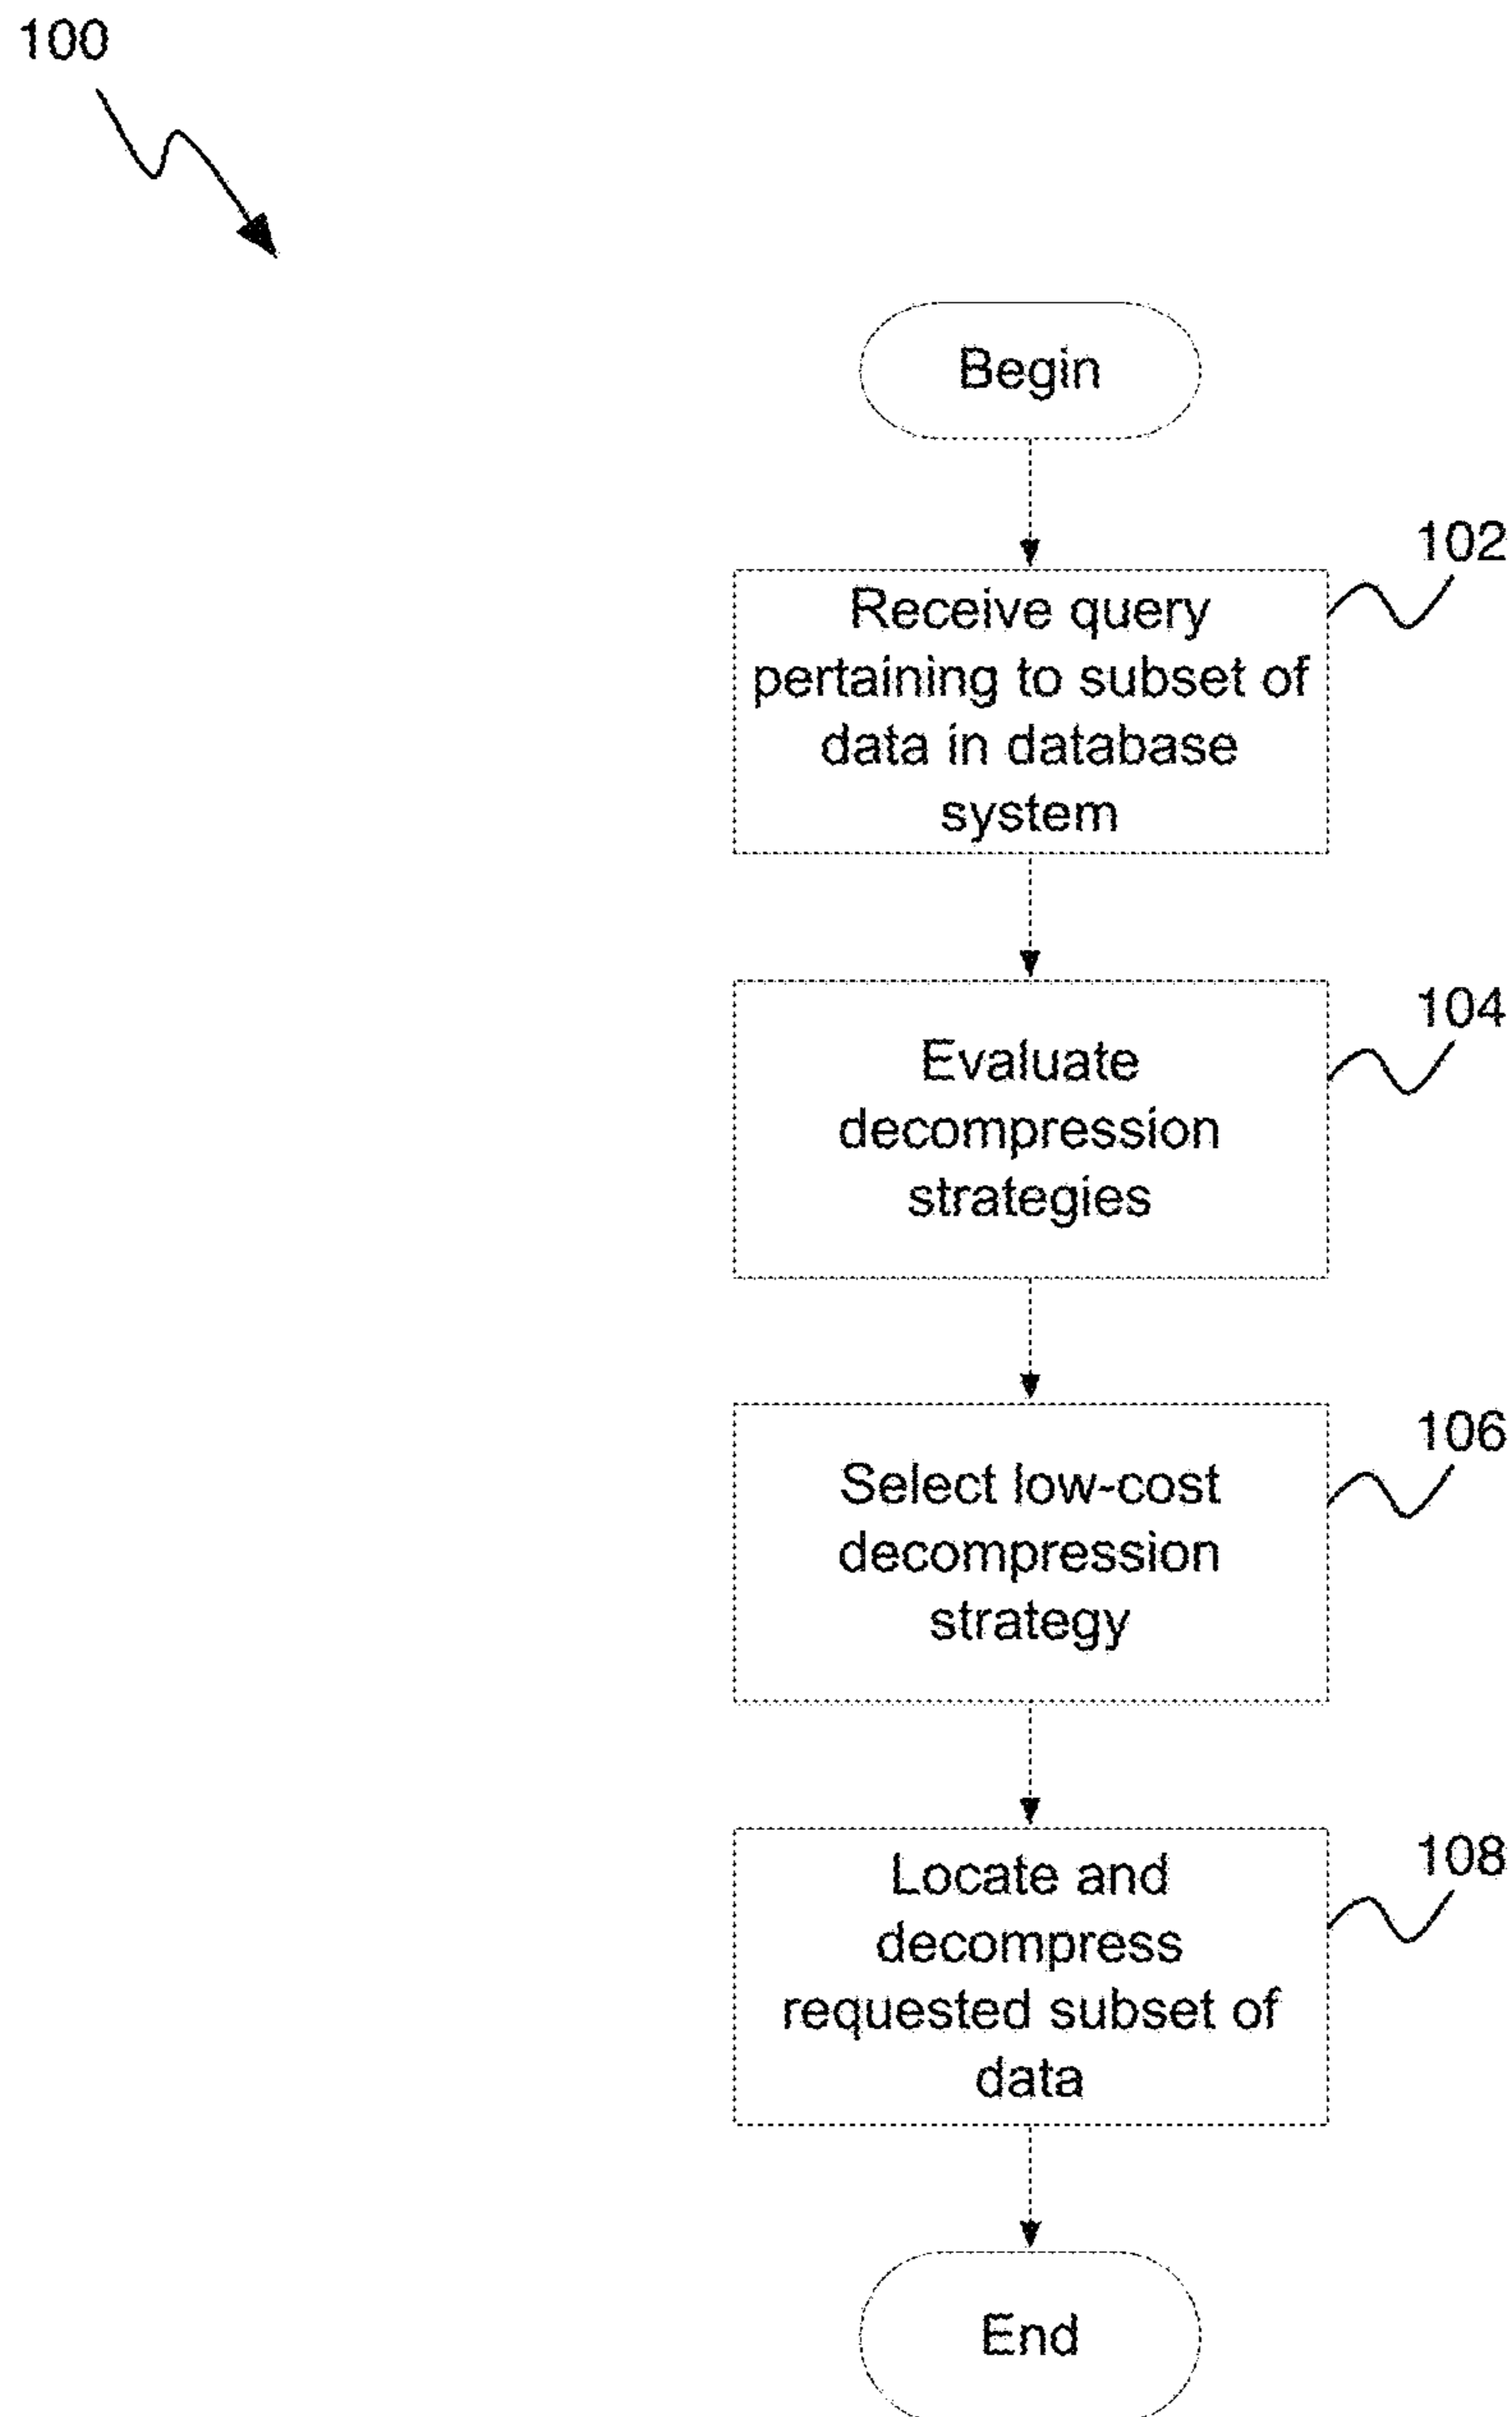 100
Begin
102
Receive query
pertaining to subset of
data in database
system
104
Evaluate
decompression
strategies
106
Select low-cost
decompression
strategy
108
Locate and
decompress
requested subset of
data
End